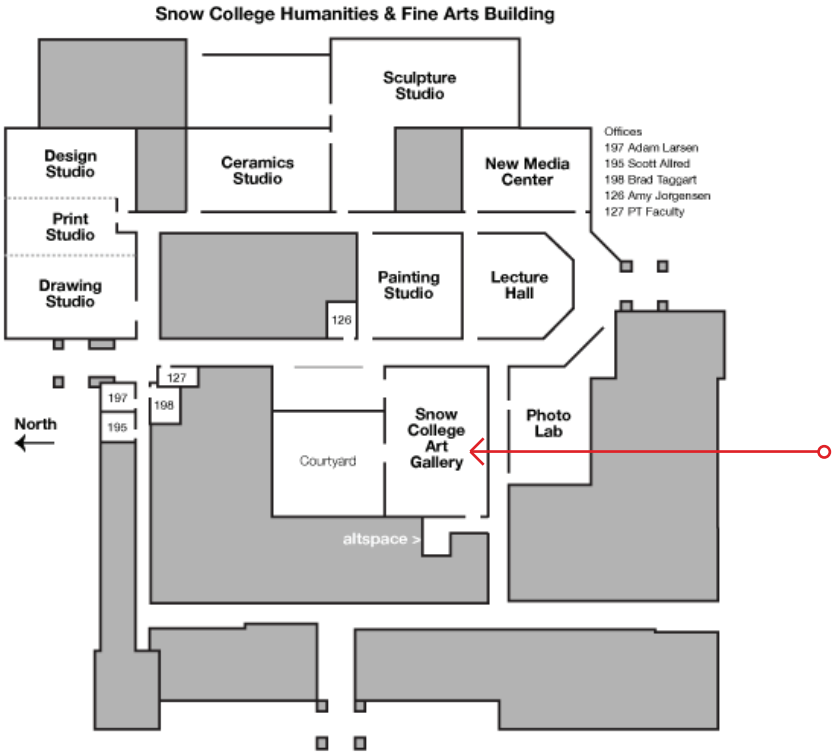 Snow College Humanities & Fine Arts Building
Sculpture
Studio
Offices
197 Adam Larsen
195 Scott Allred
198 Brad Taggart
126 Amy Jorgensen
127 PT Faculty
Design
Studio
Ceramics
Studio
New Media
Center
Print
Studio
Drawing
Studio
Painting
Studio
Lecture
Hall
126
127
197
198
195
North
Snow
College
Art
Gallery
Photo
Lab
Courtyard
altspace >